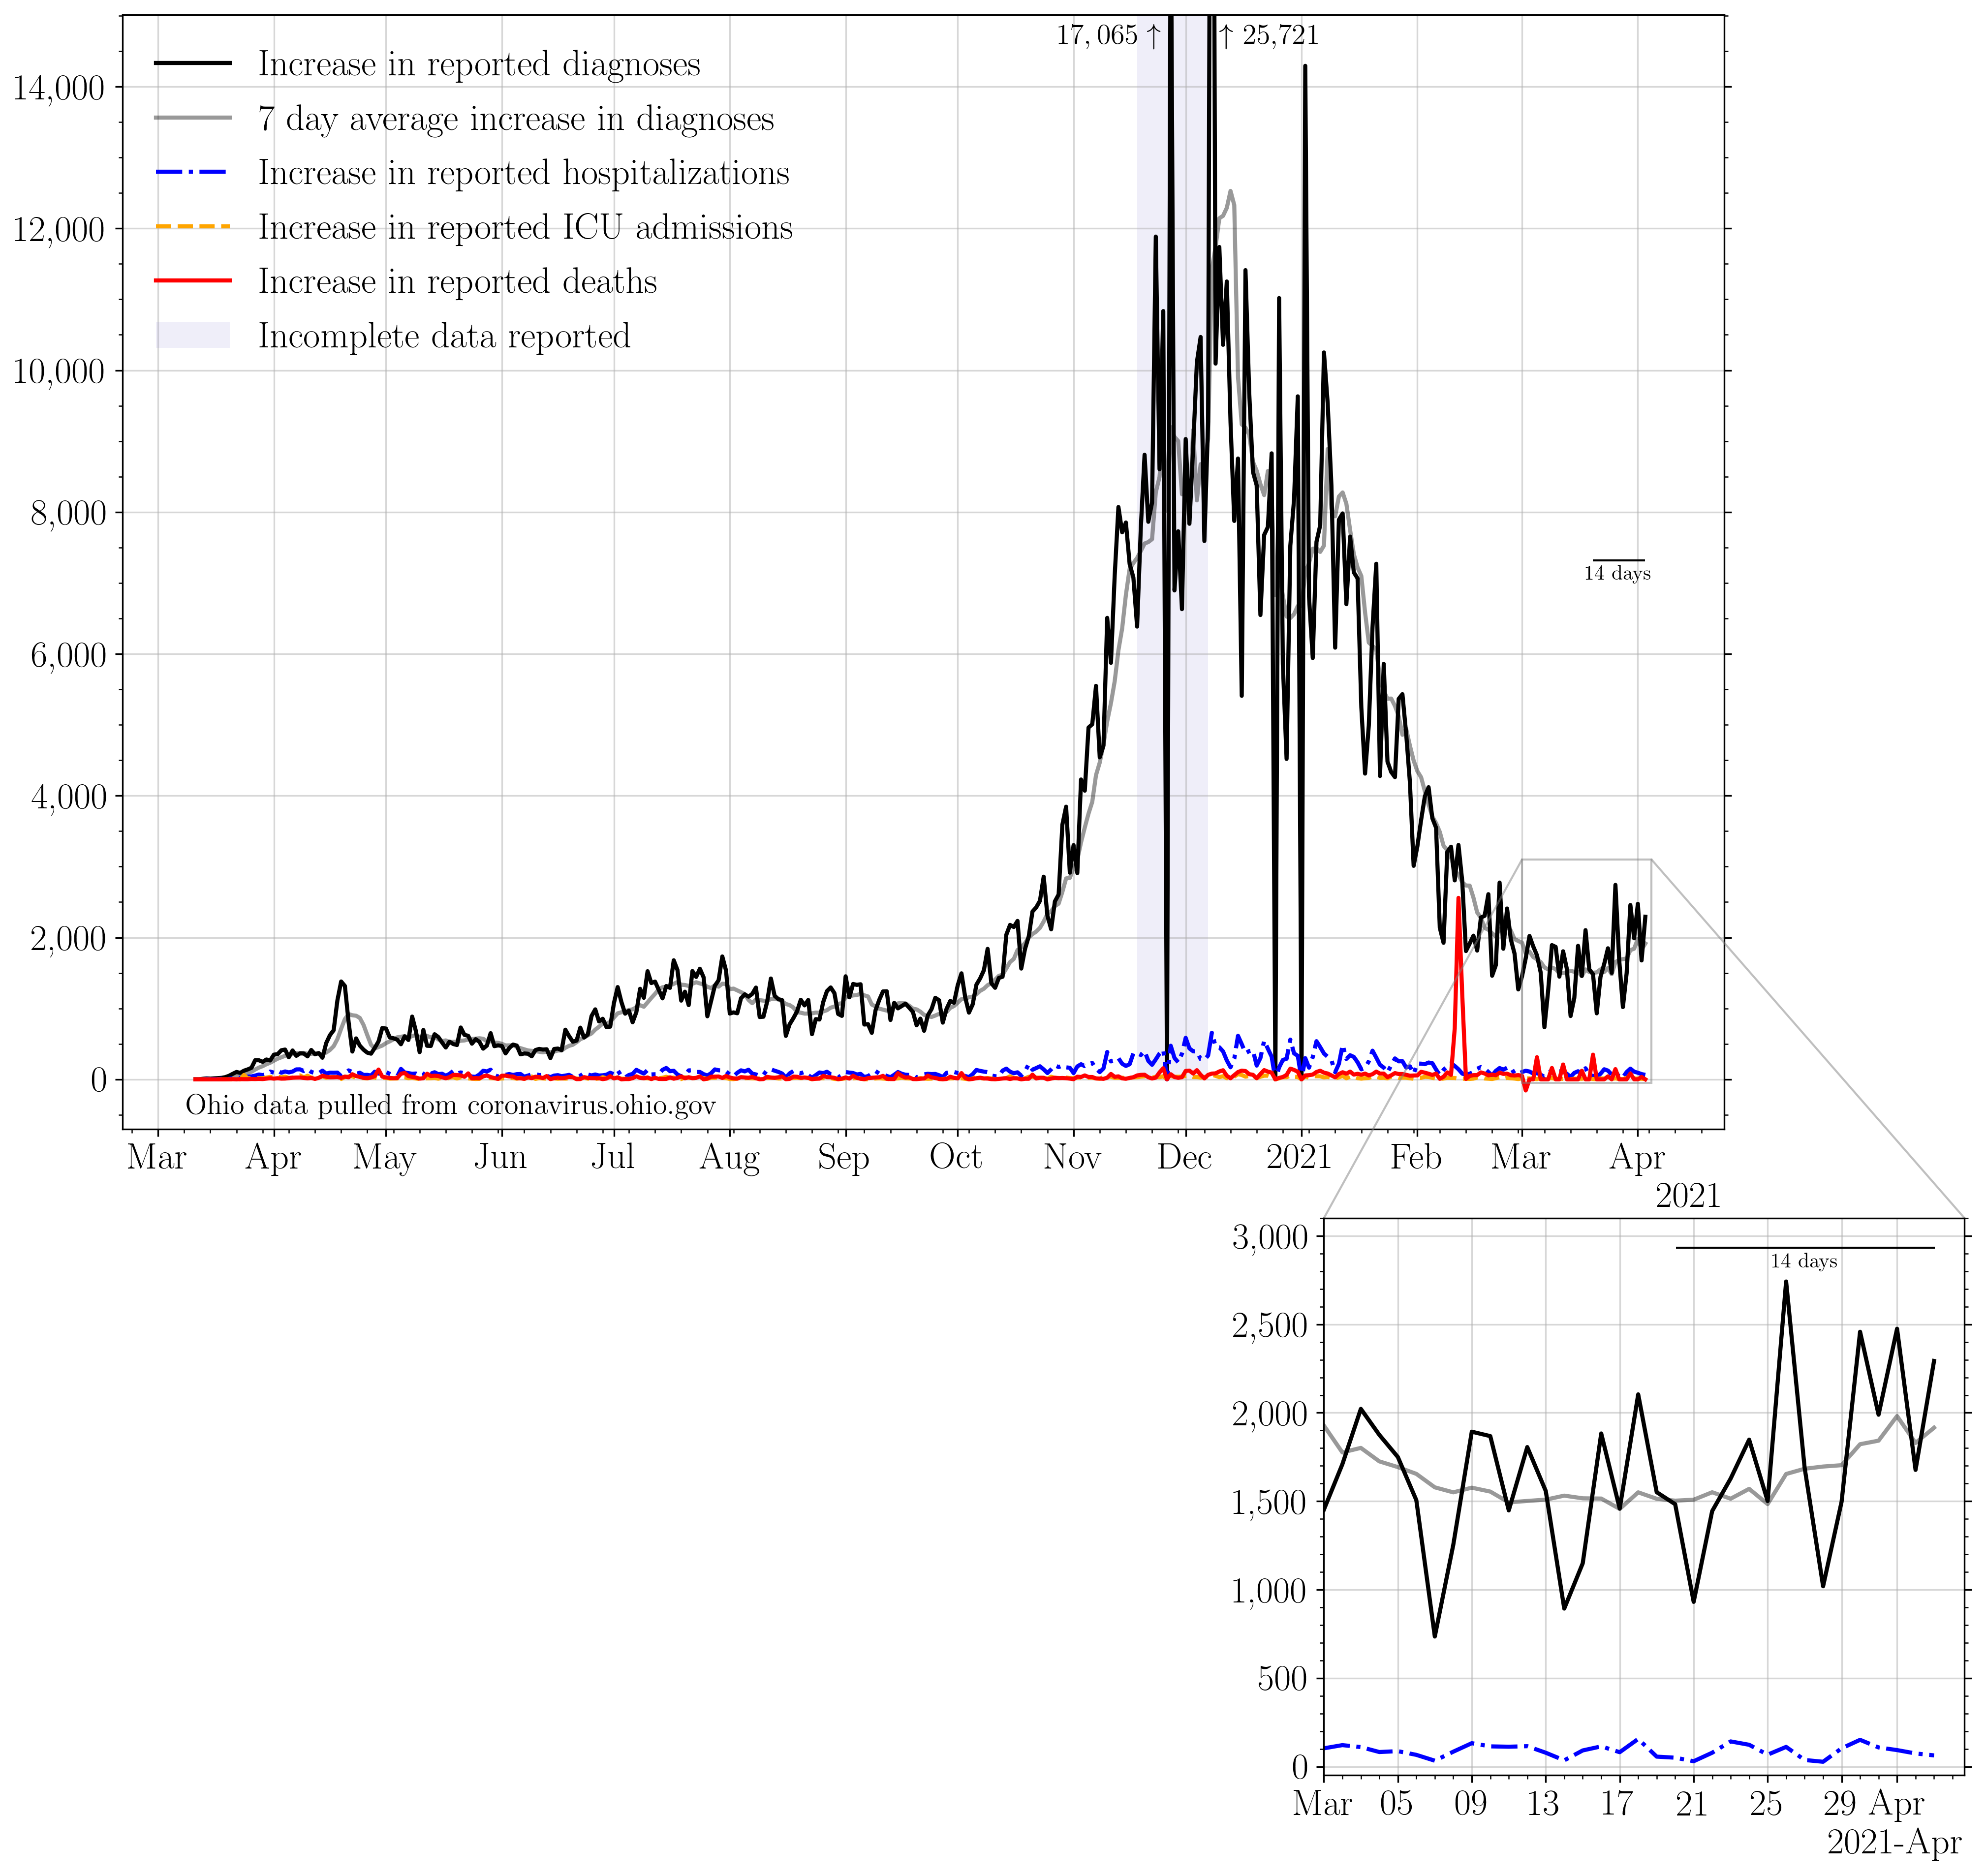 17,065 ↑ ↑ 25,721
Increase in reported diagnoses
7 day average increase in diagnoses
Increase in reported hospitalizations
Increase in reported ICU admissions
Increase in reported deaths
Incomplete data reported
14,000
12,000
10,000
8,000
6,000
4,000
2,000
0
14 days
Ohio data pulled from coronavirus.ohio.gov
Mar Apr May Jun Jul Aug Sep Oct Nov Dec 2021 Feb Mar Apr
2021
3,000
2,500
2,000
1,500
1,000
500
0
14 days
Mar 05 09 13 17 21 25 29 Apr
2021-Apr